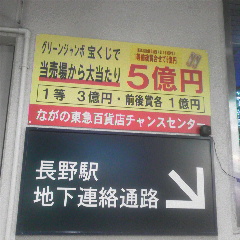 グリーンジャンボ宝くじで
当売場から大当たり
5億円
1等 3億円・前後賞各 1億円
ながの東急百貨店チャンスセンター
長野駅
地下連絡通路